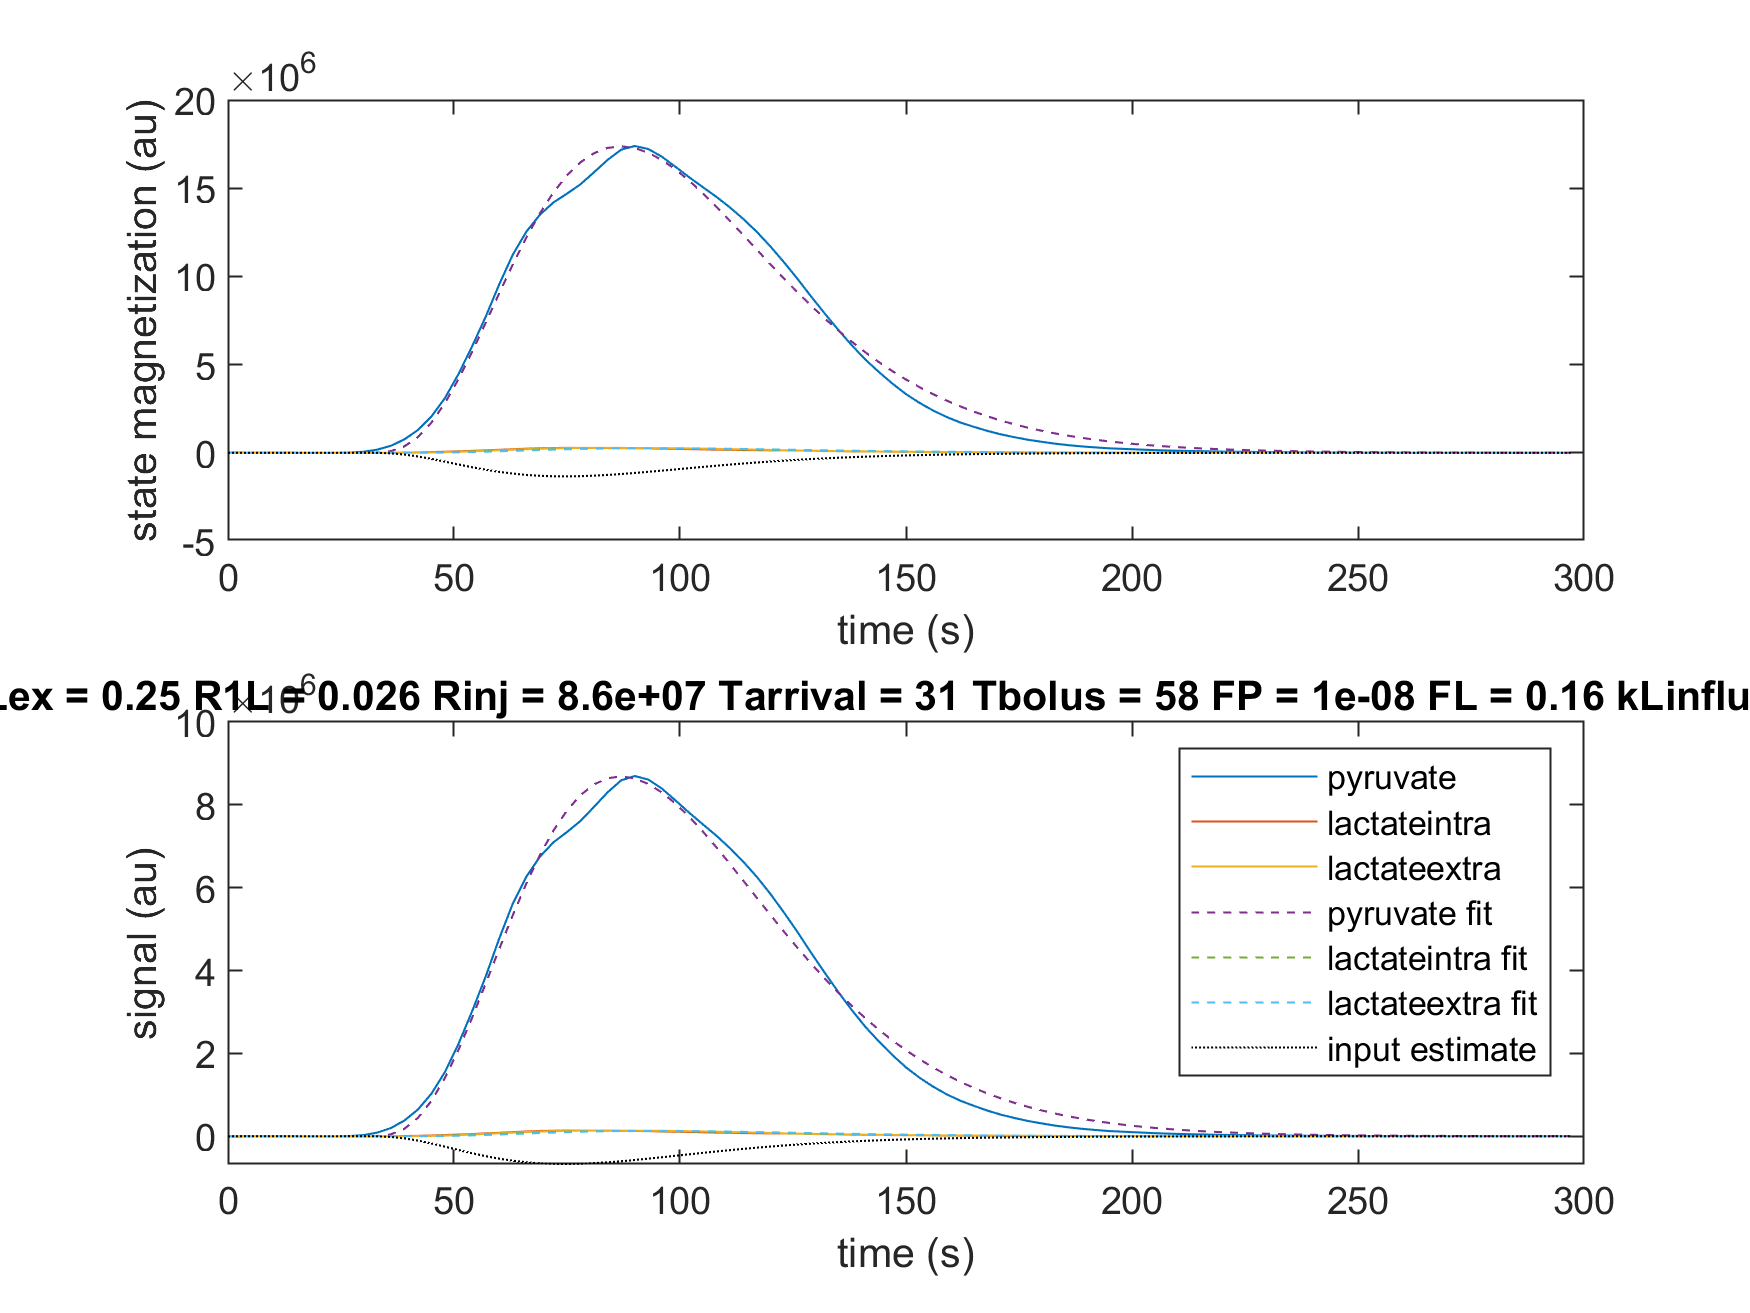 ×10⁶
20
15
10
5
0
-5
state magnetization (au)
0 50 100 150 200 250 300
time (s)
Lex = 0.25 R1L = 0.026 Rinj = 8.6e+07 Tarrival = 31 Tbolus = 58 FP = 1e-08 FL = 0.16 kLinflu
×10⁶
10
8
6
4
2
0
signal (au)
pyruvate
lactateintra
lactateextra
pyruvate fit
lactateintra fit
lactateextra fit
input estimate
0 50 100 150 200 250 300
time (s)